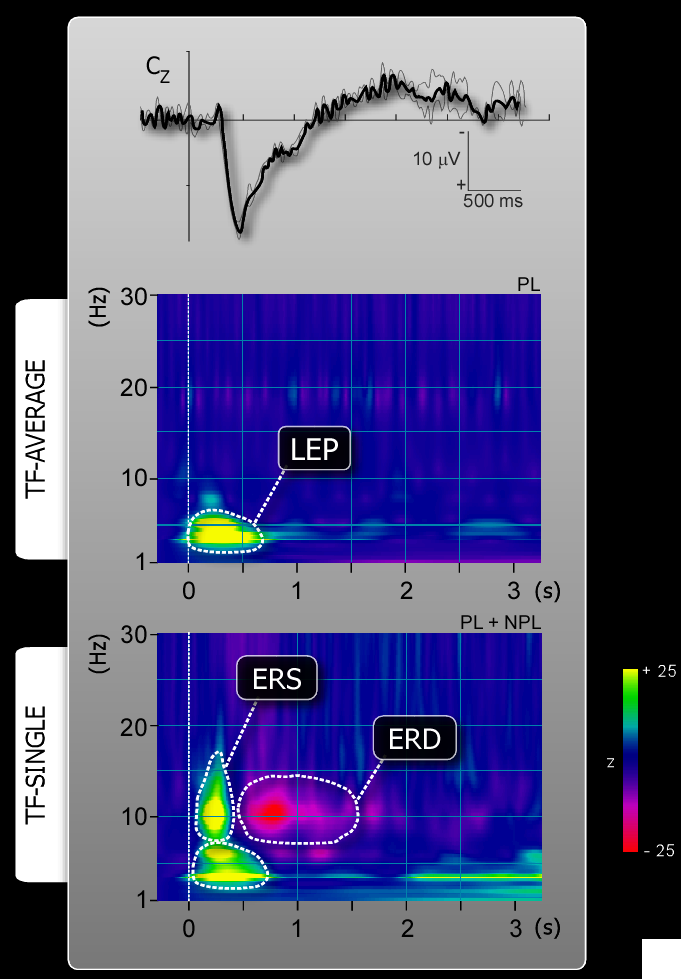 Cz
-
10 μV
+
500 ms
PL
(Hz)
30
20
10
1
0 1 2 3 (s)
TF-AVERAGE
LEP
PL + NPL
(Hz)
30
20
10
1
0 1 2 3 (s)
TF-SINGLE
ERS
ERD
+ 25
z
- 25